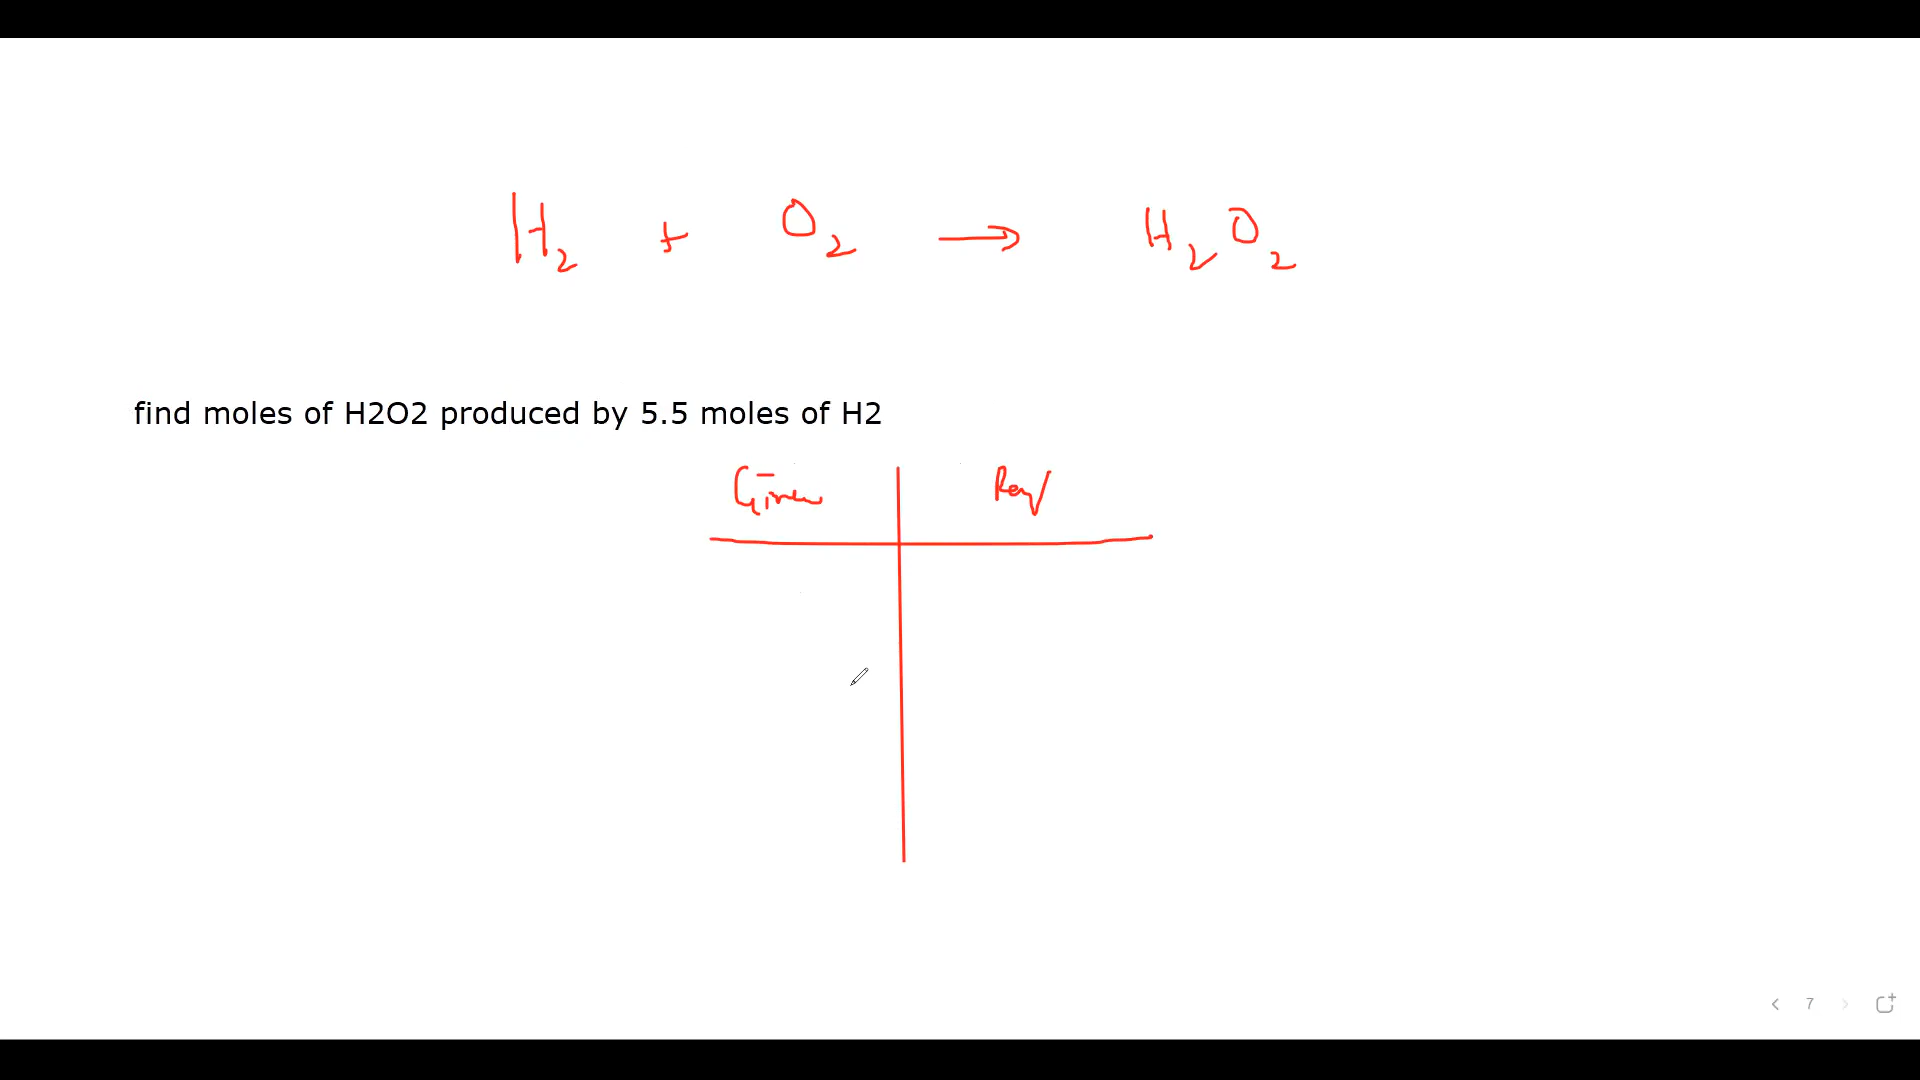 H₂ + O₂ → H₂O₂
find moles of H2O2 produced by 5.5 moles of H2
Given Req/
7